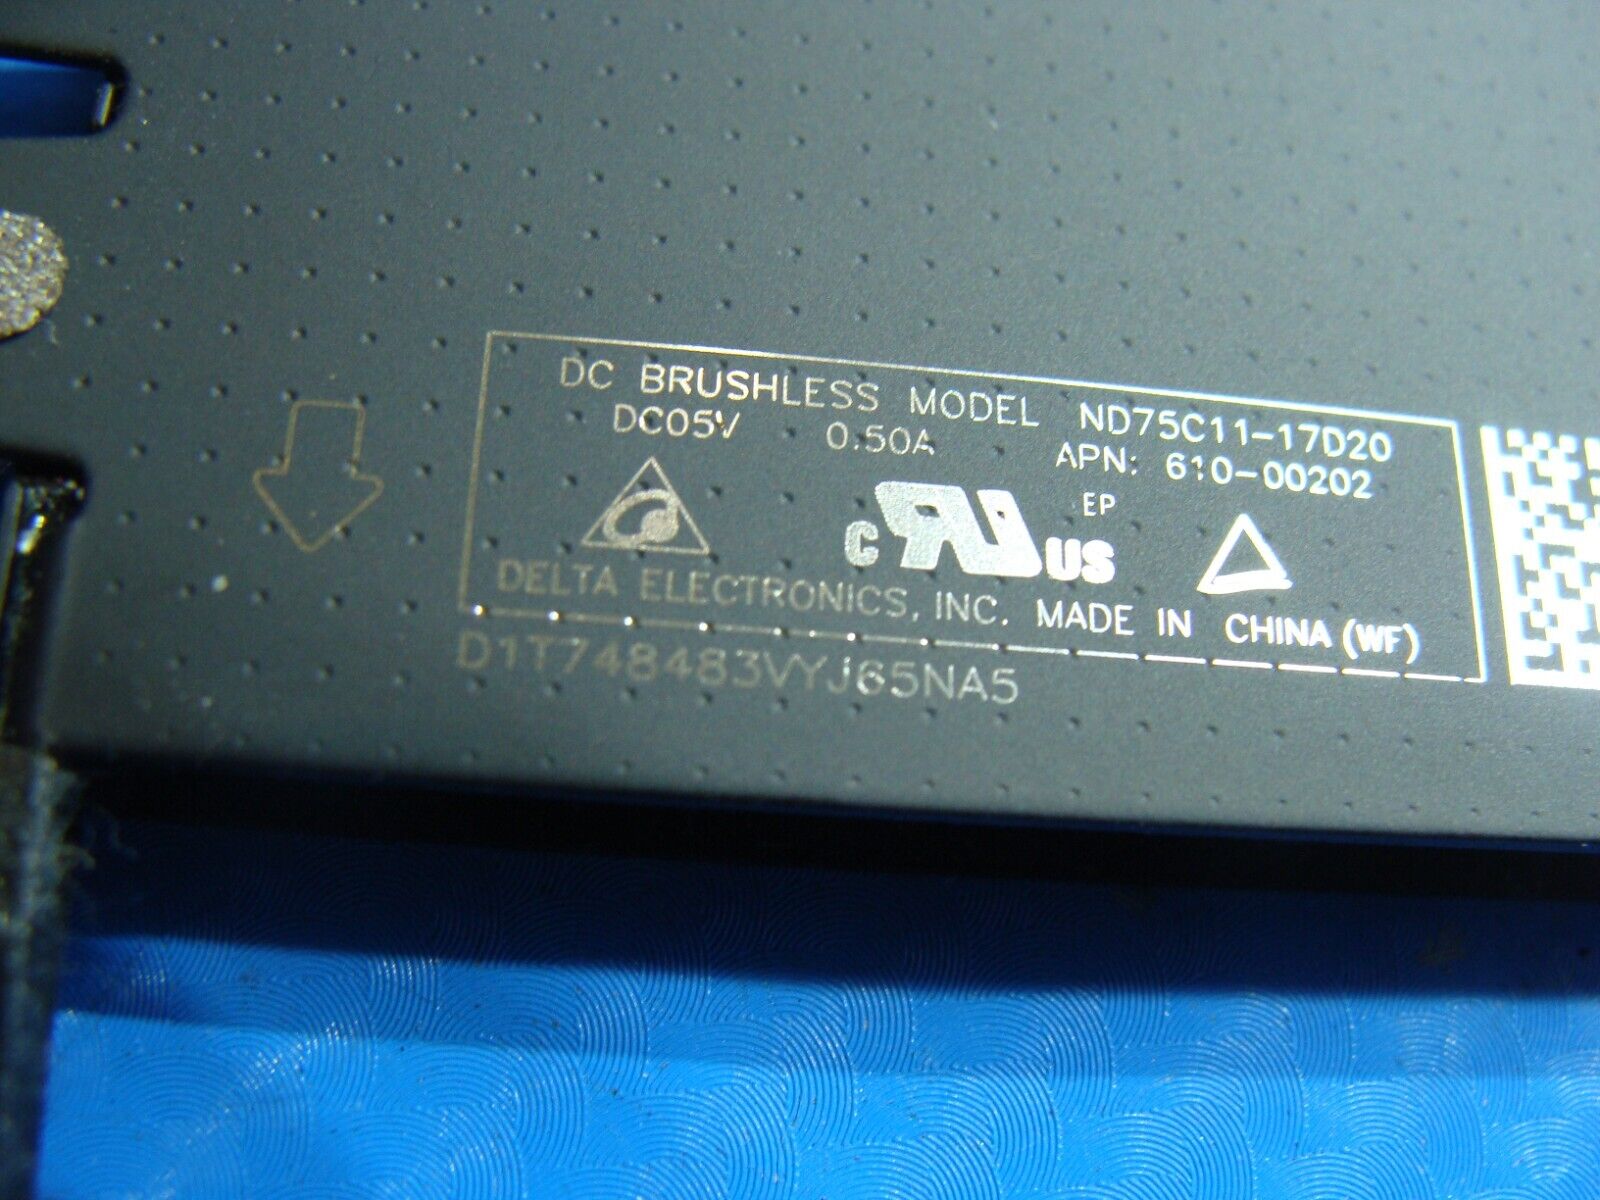 DC BRUSHLESS MODEL ND75C11-17D20
DC05V 0.50A APN: 610-00202
EP
c RU US
DELTA ELECTRONICS, INC. MADE IN CHINA (WF)
D1T748483VYJ65NA5